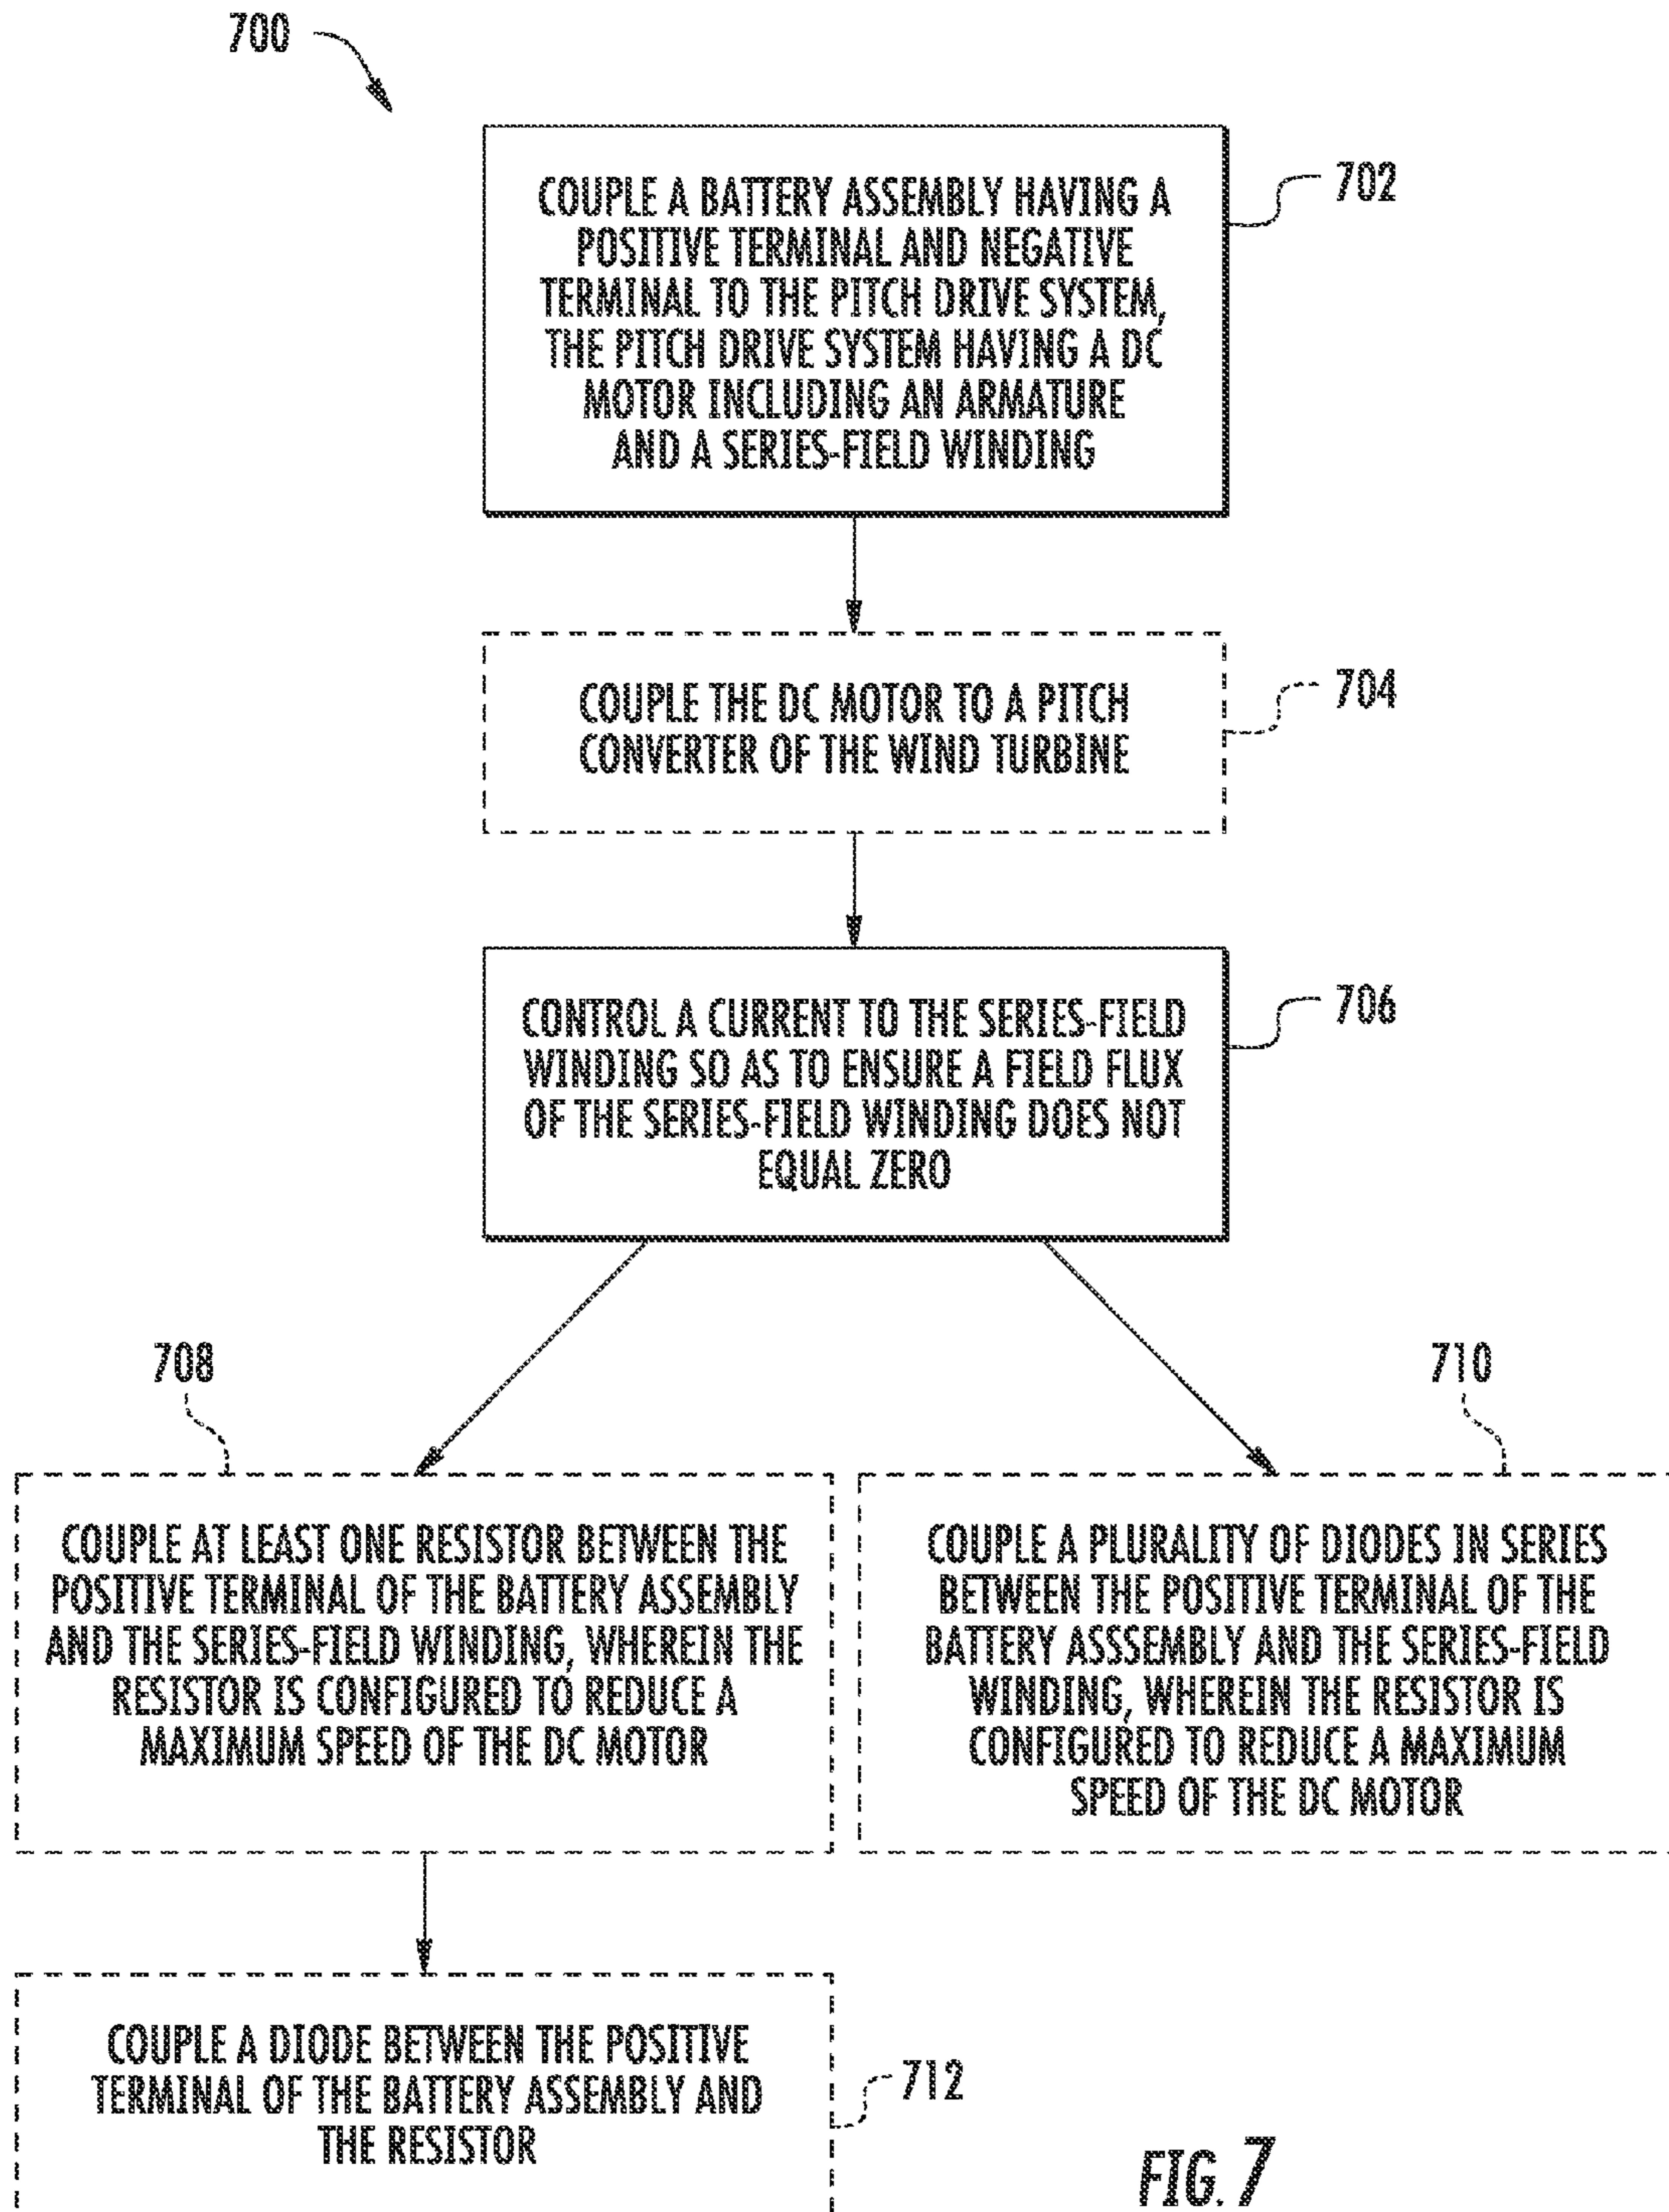 700
COUPLE A BATTERY ASSEMBLY HAVING A
POSITIVE TERMINAL AND NEGATIVE
TERMINAL TO THE PITCH DRIVE SYSTEM,
THE PITCH DRIVE SYSTEM HAVING A DC
MOTOR INCLUDING AN ARMATURE
AND A SERIES-FIELD WINDING
702
COUPLE THE DC MOTOR TO A PITCH
CONVERTER OF THE WIND TURBINE
704
CONTROL A CURRENT TO THE SERIES-FIELD
WINDING SO AS TO ENSURE A FIELD FLUX
OF THE SERIES-FIELD WINDING DOES NOT
EQUAL ZERO
706
708
COUPLE AT LEAST ONE RESISTOR BETWEEN THE
POSITIVE TERMINAL OF THE BATTERY ASSEMBLY
AND THE SERIES-FIELD WINDING, WHEREIN THE
RESISTOR IS CONFIGURED TO REDUCE A
MAXIMUM SPEED OF THE DC MOTOR
710
COUPLE A PLURALITY OF DIODES IN SERIES
BETWEEN THE POSITIVE TERMINAL OF THE
BATTERY ASSSEMBLY AND THE SERIES-FIELD
WINDING, WHEREIN THE RESISTOR IS
CONFIGURED TO REDUCE A MAXIMUM
SPEED OF THE DC MOTOR
COUPLE A DIODE BETWEEN THE POSITIVE
TERMINAL OF THE BATTERY ASSEMBLY AND
THE RESISTOR
712
FIG. 7